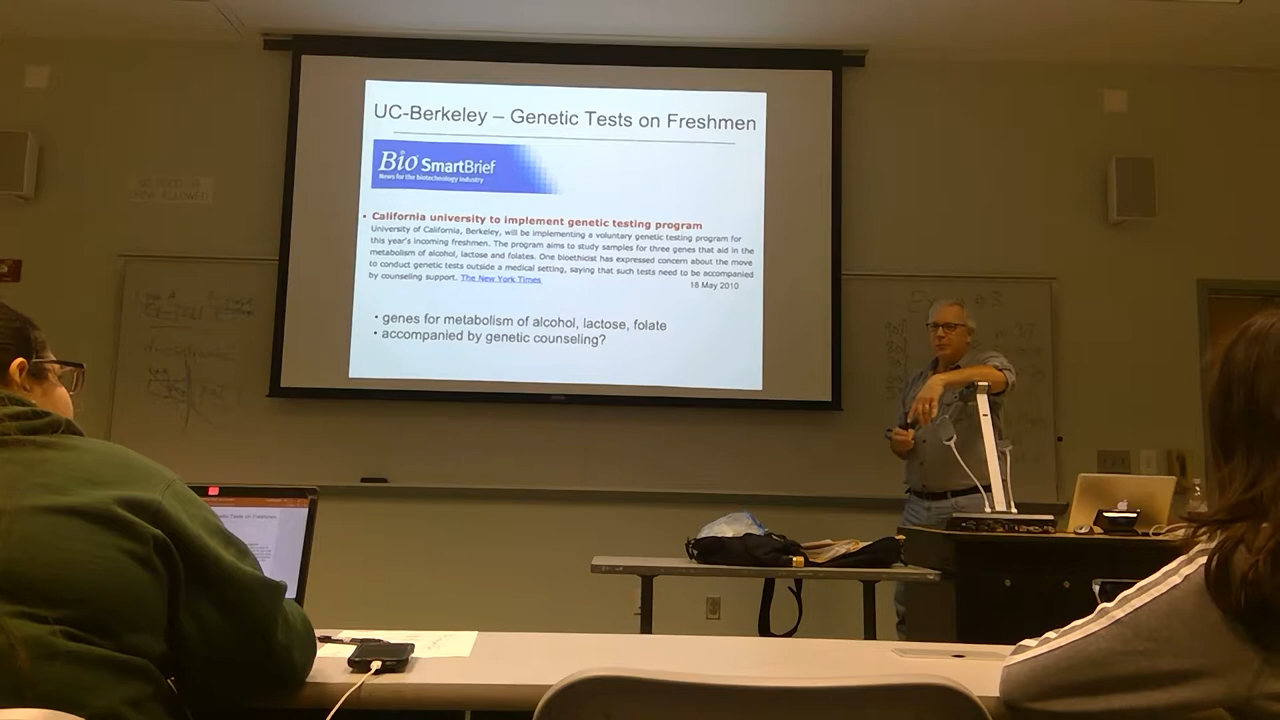 UC-Berkeley – Genetic Tests on Freshmen
Bio SmartBrief
News for the biotechnology industry
• California university to implement genetic testing program
University of California, Berkeley, will be implementing a voluntary genetic testing program for
this year's incoming freshmen. The program aims to study samples for three genes that aid in the
metabolism of alcohol, lactose and folates. One bioethicist has expressed concern about the move
to conduct genetic tests outside a medical setting, saying that such tests need to be accompanied
by counseling support. The New York Times
18 May 2010
• genes for metabolism of alcohol, lactose, folate
• accompanied by genetic counseling?